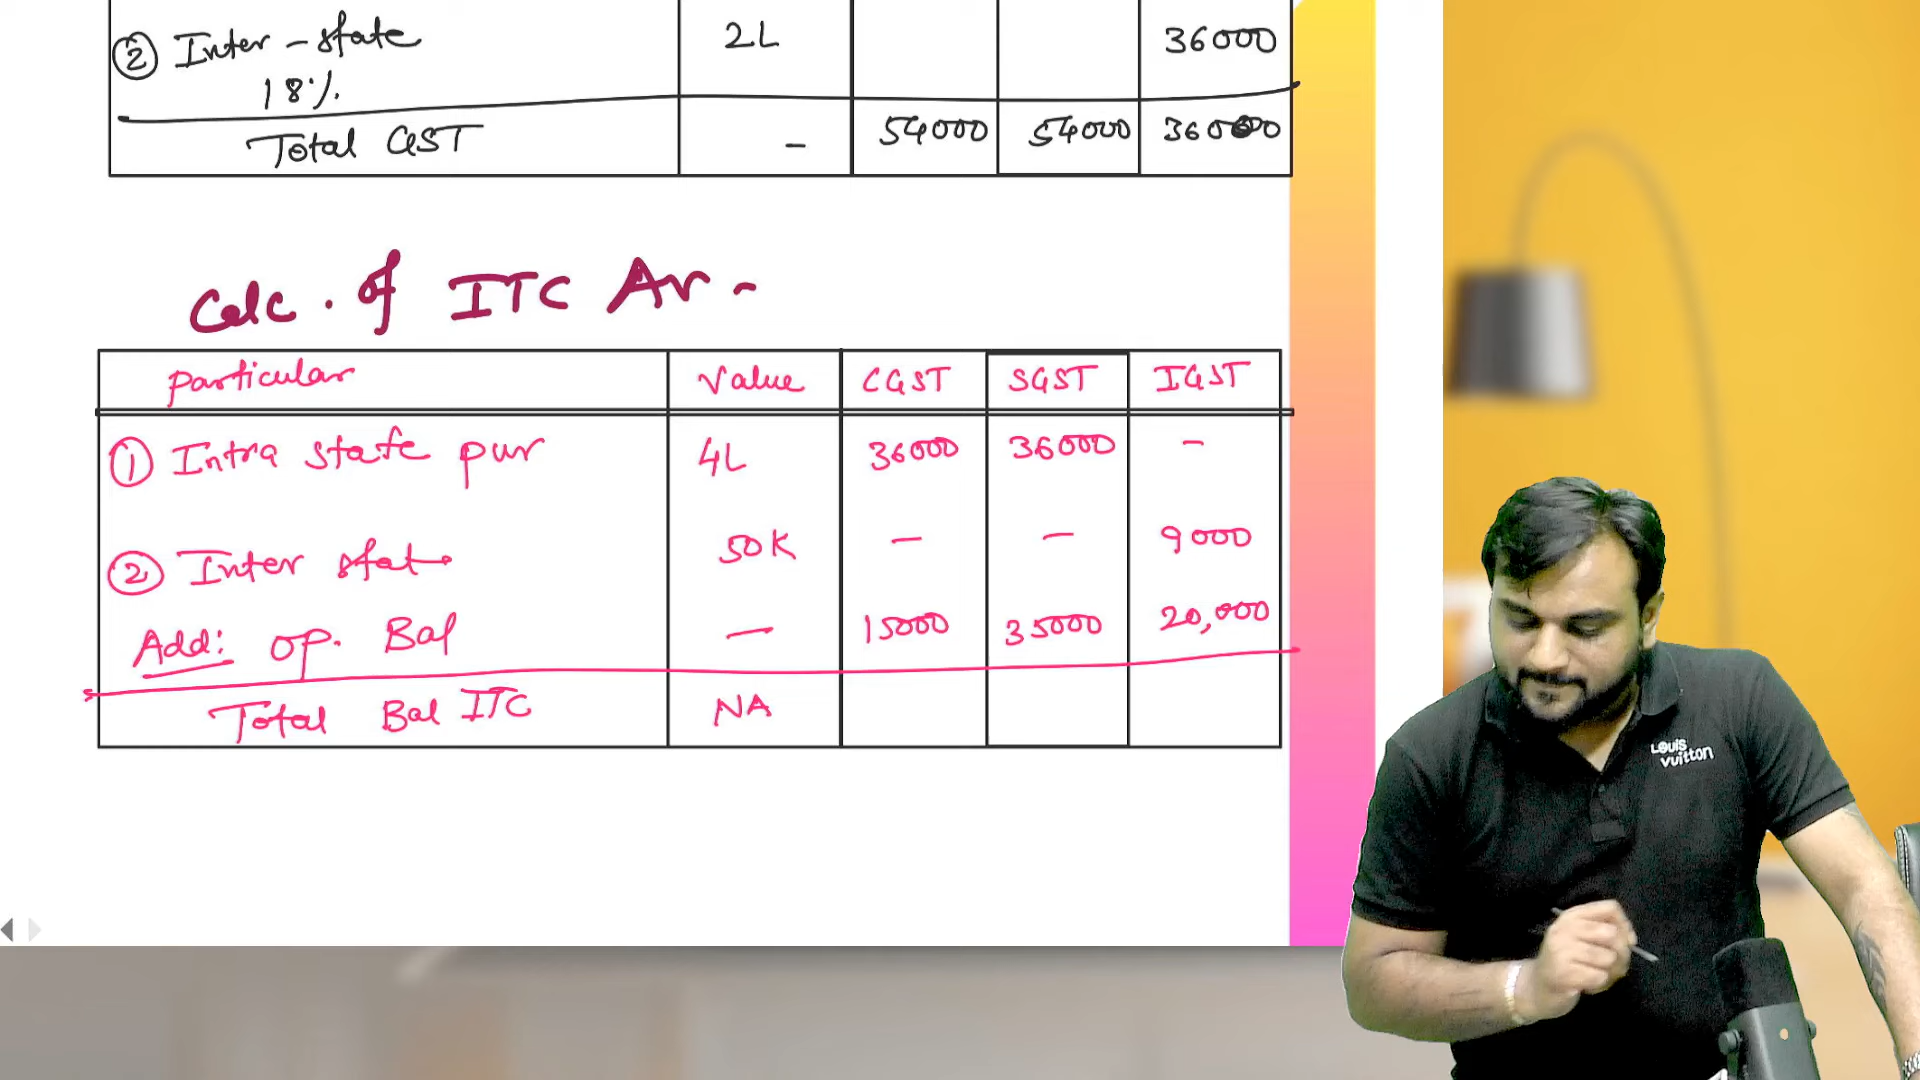 ② Inter-state 2L 36000
18%
Total GST - 54000 54000 36000
Calc. of ITC Av -
Particular Value CGST SGST IGST
① Intra state pur 4L 36000 36000 -
② Inter stat 50K - - 9000
Add: op. Bal - 15000 35000 20,000
Total Bal ITC NA
Louis
Vuitton